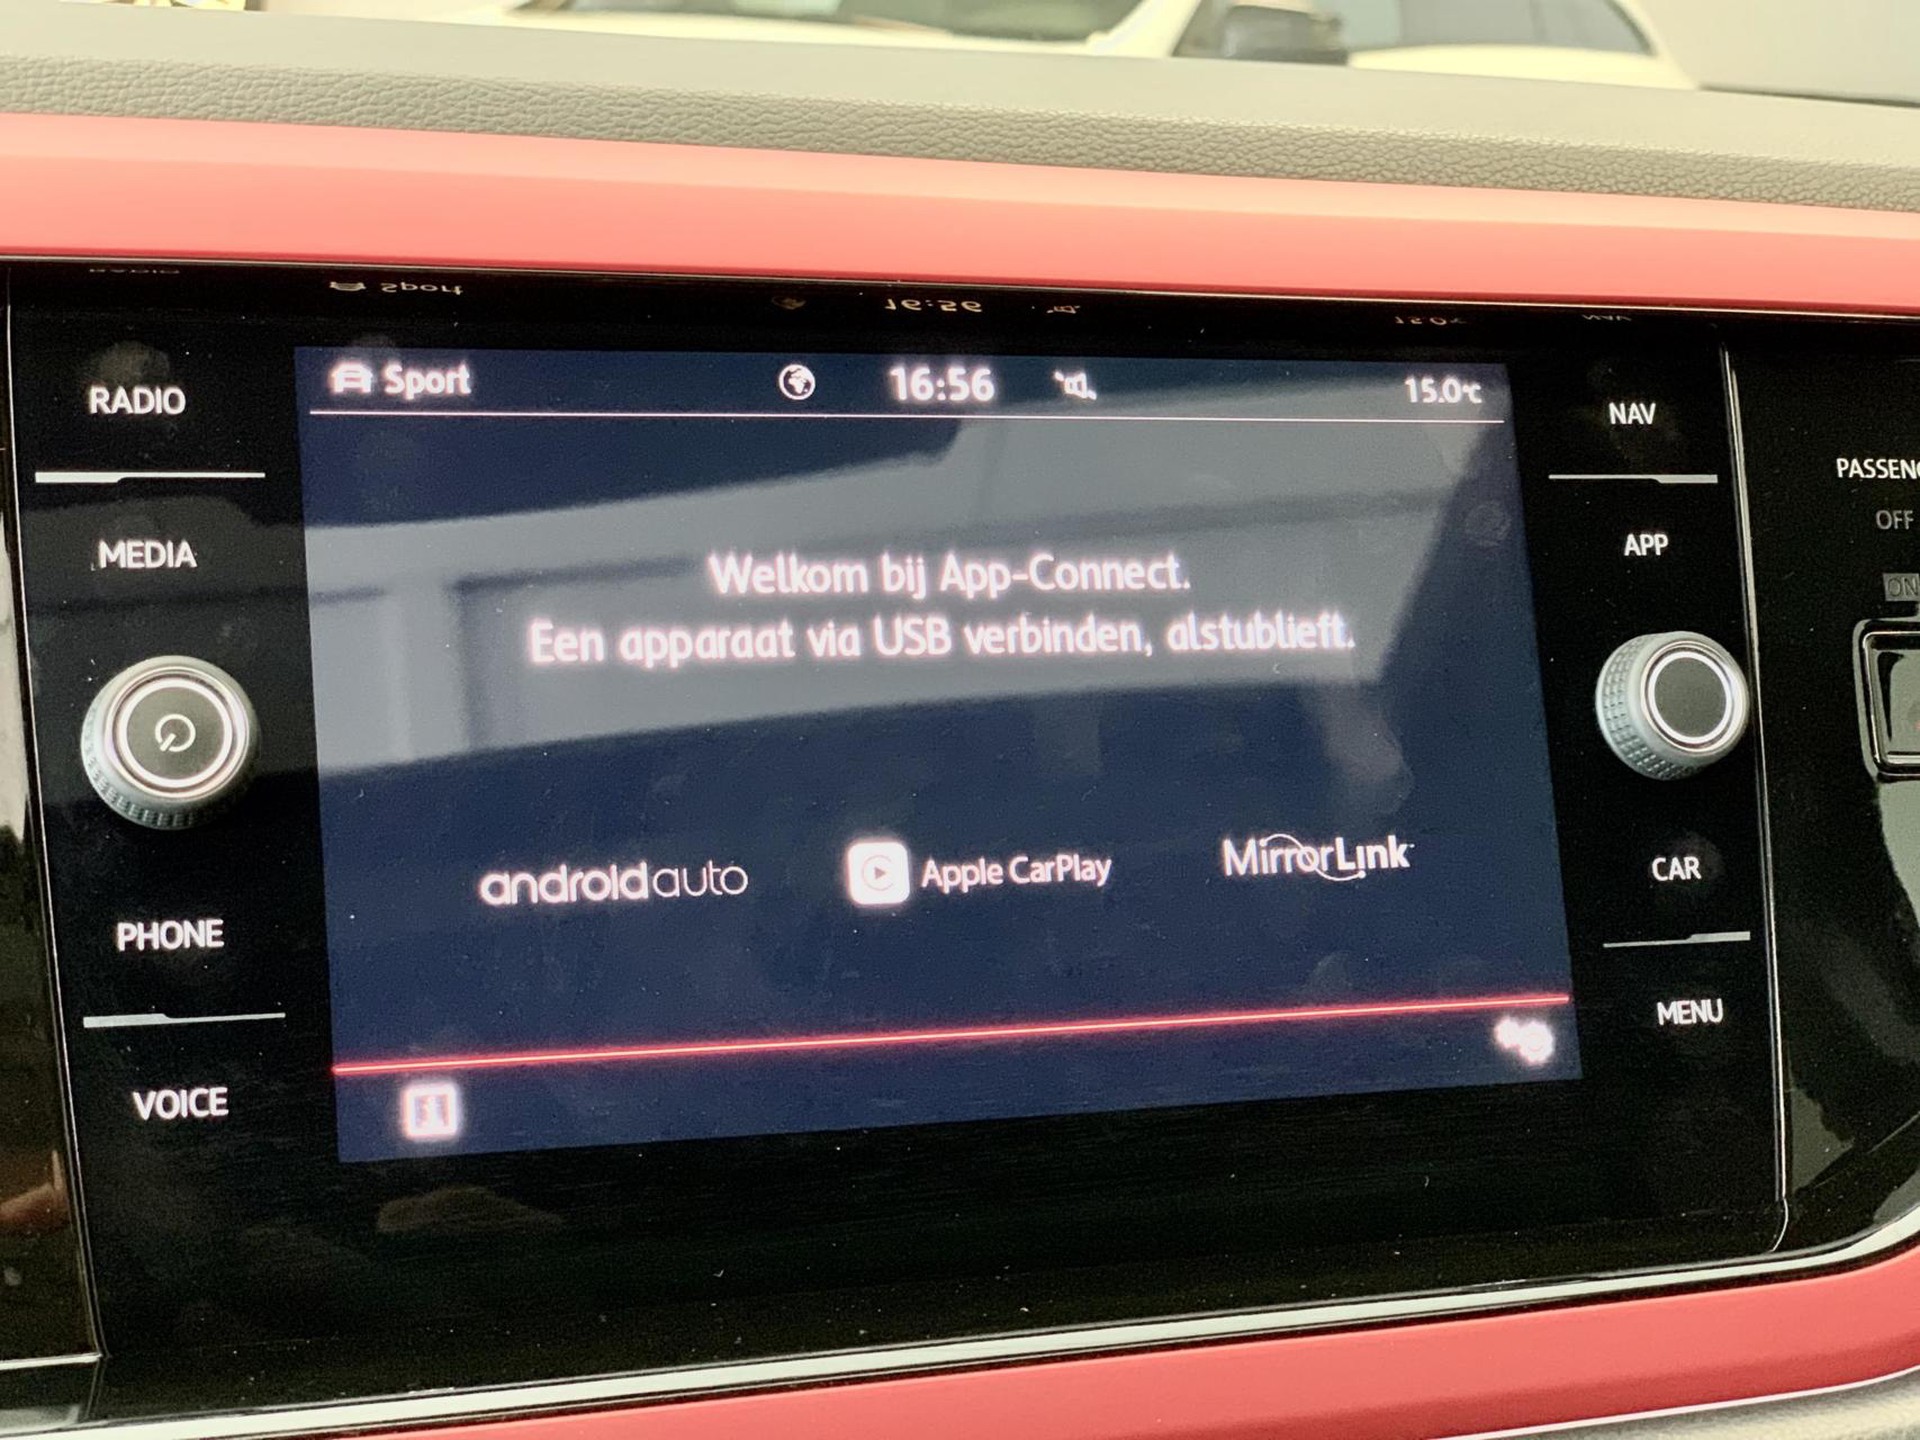 RADIO
MEDIA
PHONE
VOICE
Sport
16:56
15.0°C
Welkom bij App-Connect.
Een apparaat via USB verbinden, alstublieft.
androidauto
Apple CarPlay
MirrorLink
NAV
APP
CAR
MENU
PASSENG
OFF
ON